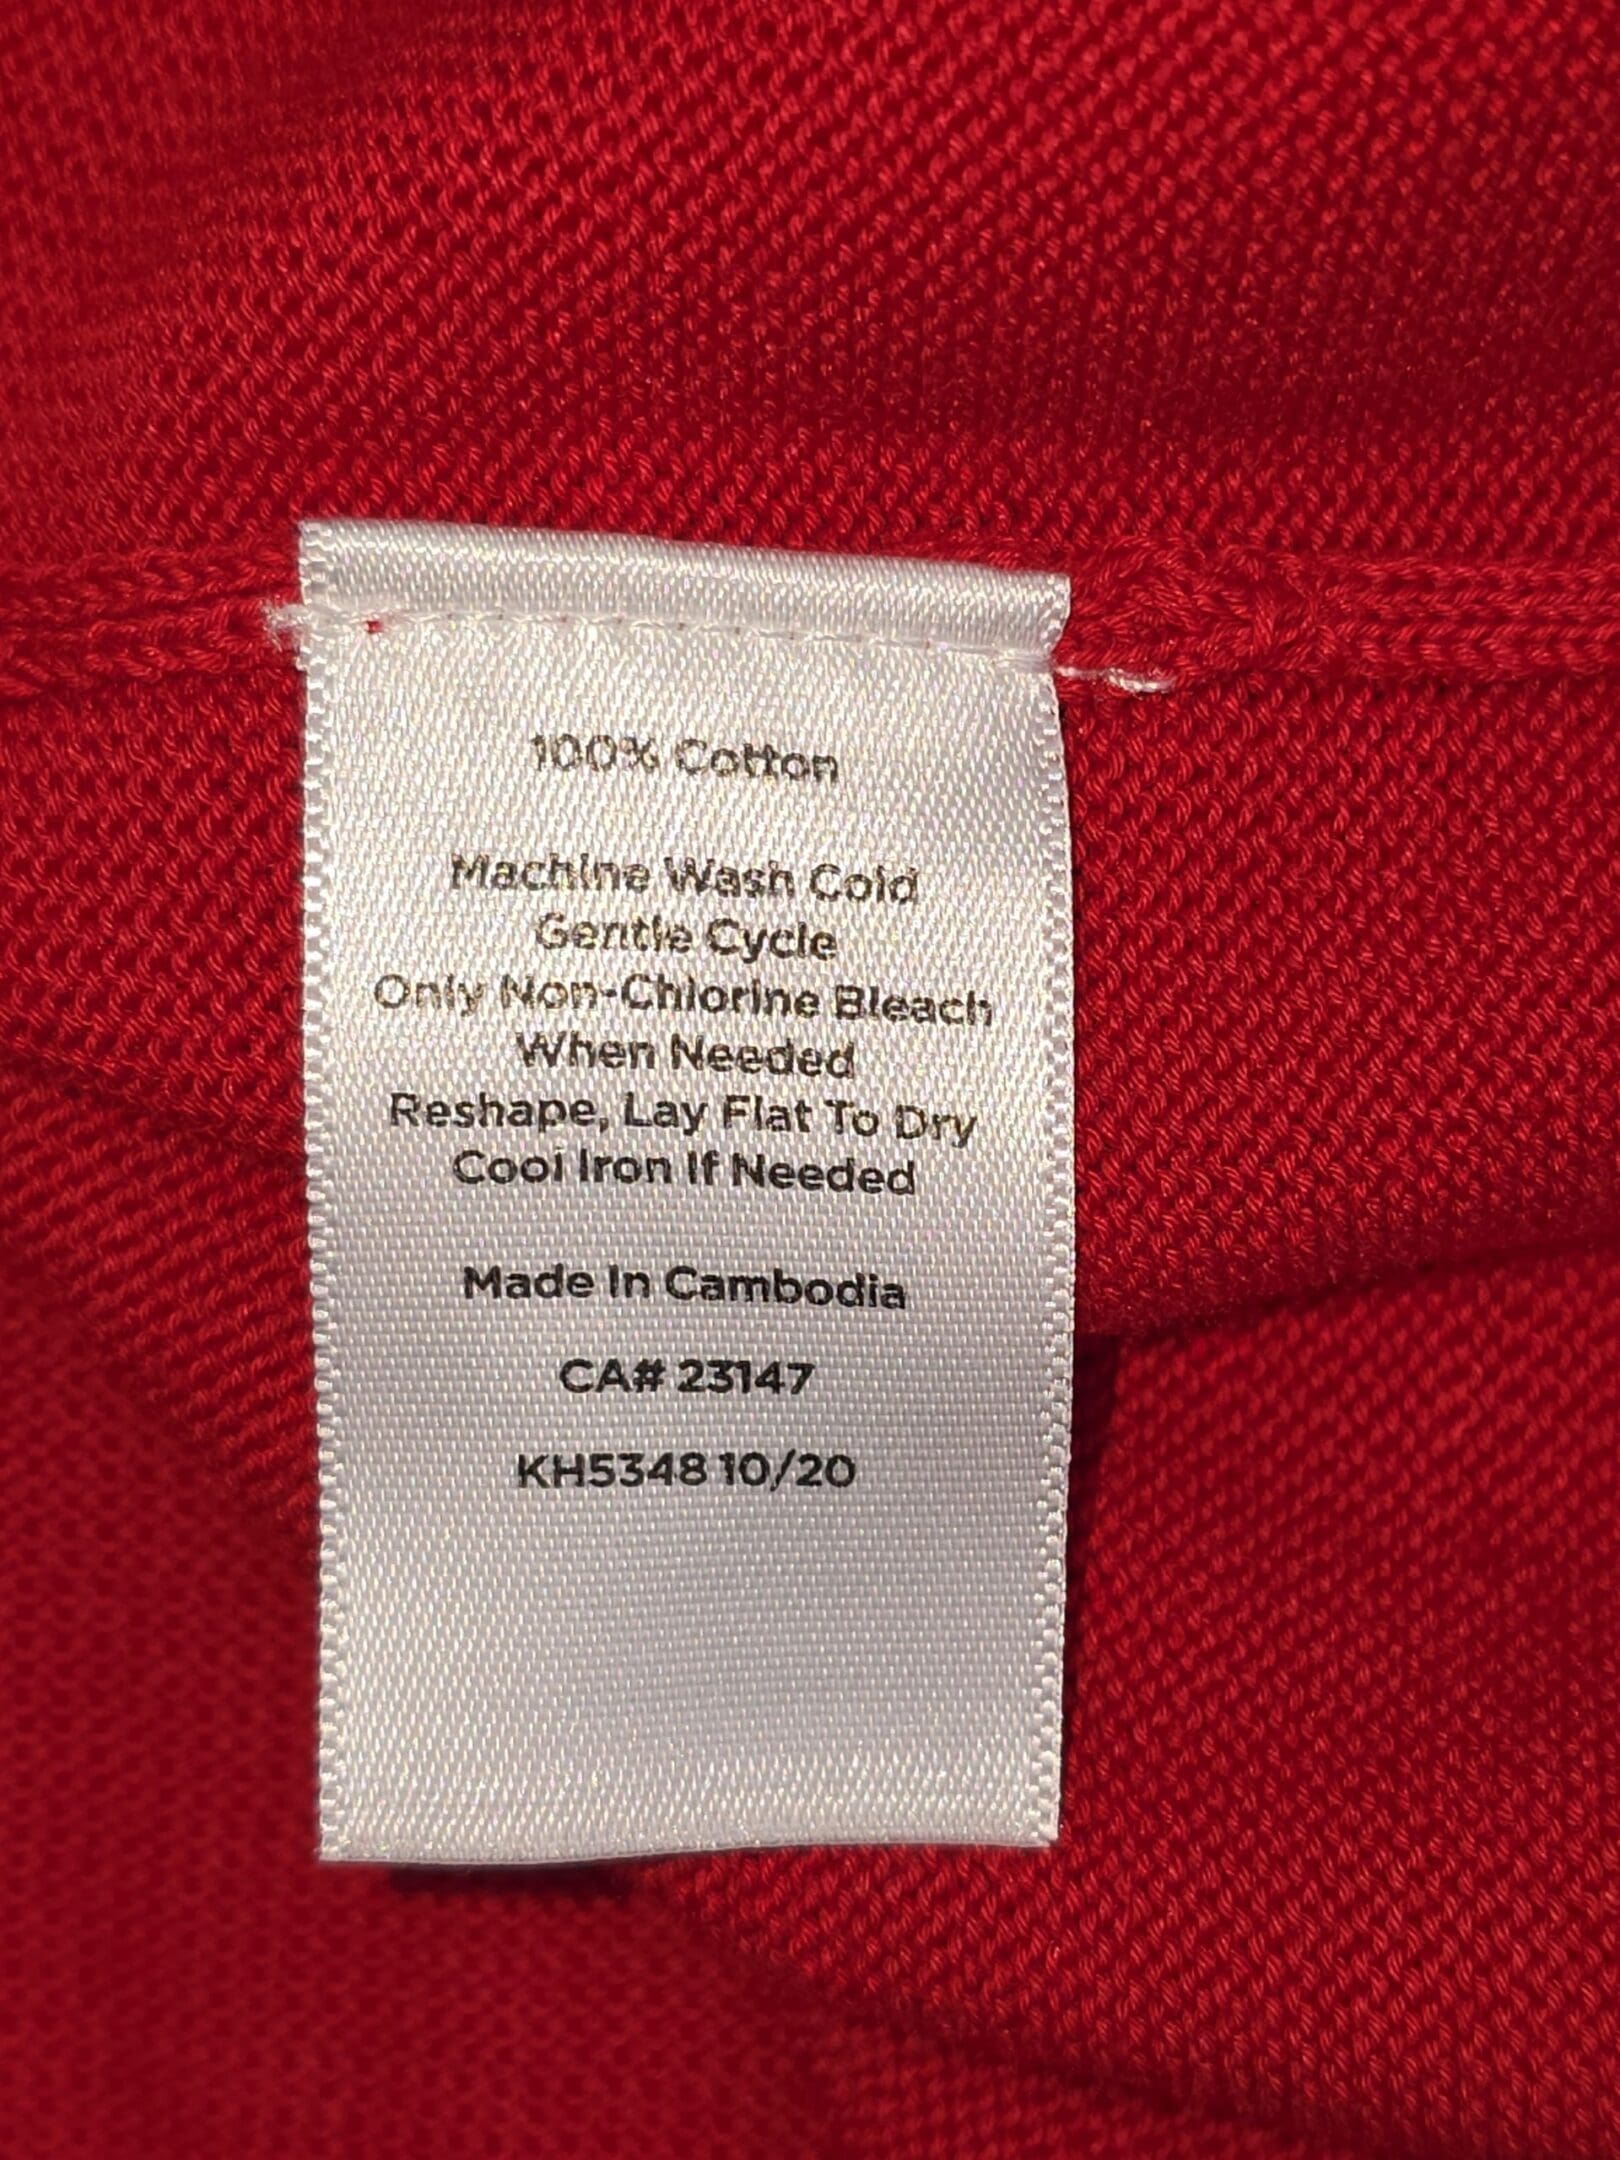 100% Cotton
Machine Wash Cold
Gentle Cycle
Only Non-Chlorine Bleach
When Needed
Reshape, Lay Flat To Dry
Cool Iron If Needed
Made In Cambodia
CA# 23147
KH5348 10/20